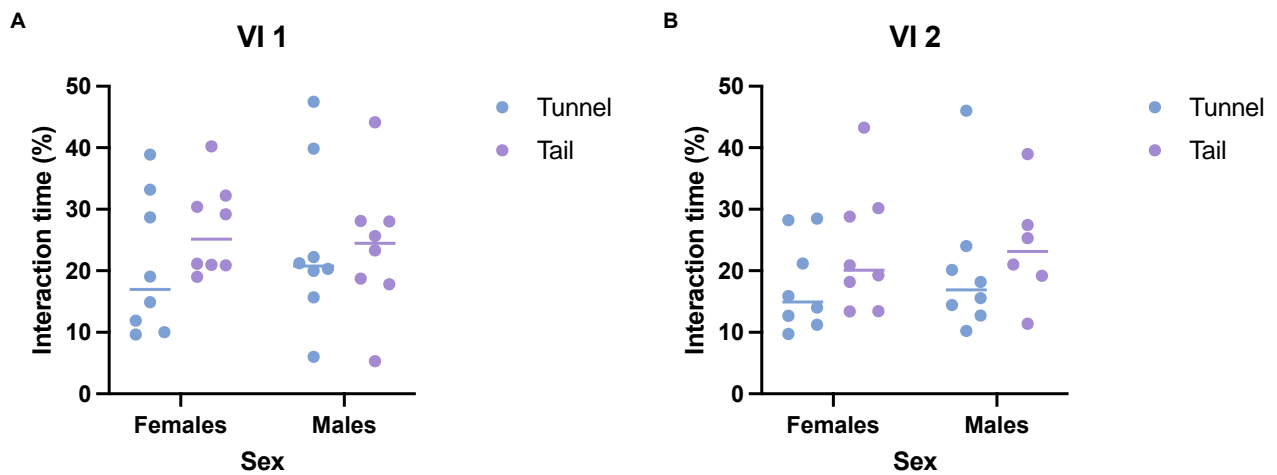 A
VI 1
Interaction time (%)
50
40
30
20
10
0
Females
Males
Sex
Tunnel
Tail
B
VI 2
Interaction time (%)
50
40
30
20
10
0
Females
Males
Sex
Tunnel
Tail